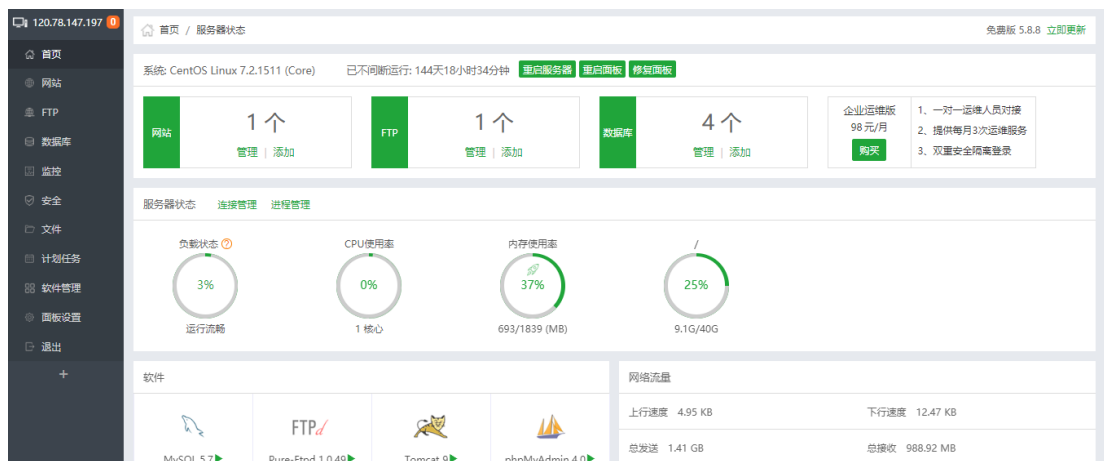 120.78.147.197 0
首页
网站
FTP
数据库
监控
安全
文件
计划任务
软件管理
面板设置
退出
+
首页 / 服务器状态
免费版 5.8.8 立即更新
系统: CentOS Linux 7.2.1511 (Core) 已不间断运行: 144天18小时34分钟 重启服务器 重启面板 修复面板
网站
1 个
管理 | 添加
FTP
1 个
管理 | 添加
数据库
4 个
管理 | 添加
企业运维版
98 元/月
购买
1、一对一运维人员对接
2、提供每月3次运维服务
3、双重安全隔离登录
服务器状态 连接管理 进程管理
负载状态 ?
3%
运行流畅
CPU使用率
0%
1 核心
内存使用率
37%
693/1839 (MB)
/
25%
9.1G/40G
软件
FTPd
MySQL 5.7
Pure-Ftpd 1.0.49
Tomcat 9
phpMyAdmin 4.0
网络流量
上行速度 4.95 KB
下行速度 12.47 KB
总发送 1.41 GB
总接收 988.92 MB